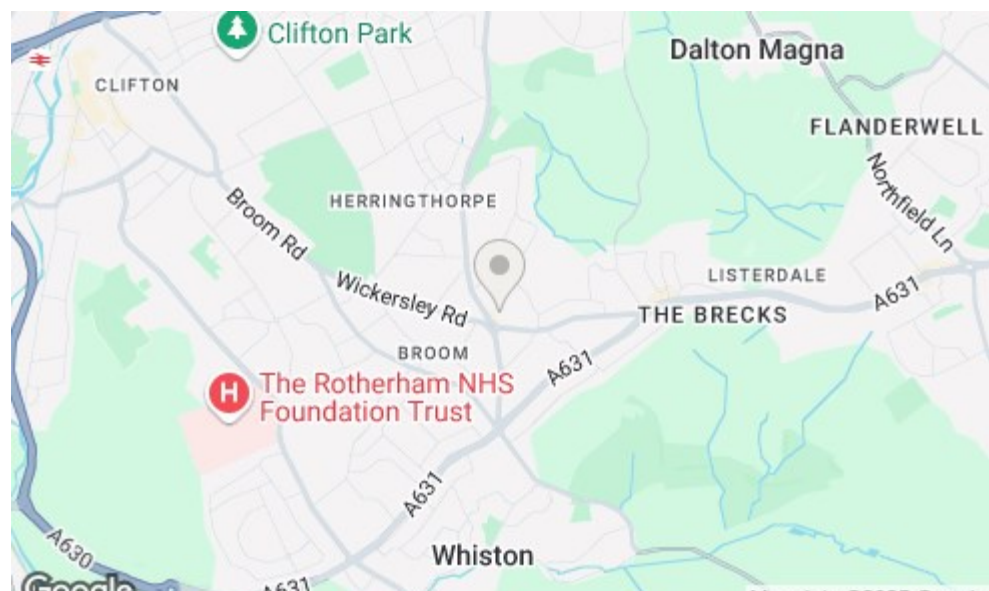 Clifton Park
Dalton Magna
CLIFTON
FLANDERWELL
Northfield Ln
HERRINGTHORPE
Broom Rd
LISTERDALE
Wickersley Rd
A631
THE BRECKS
BROOM
A631
H
The Rotherham NHS
Foundation Trust
A631
A630
Whiston
A631
Google